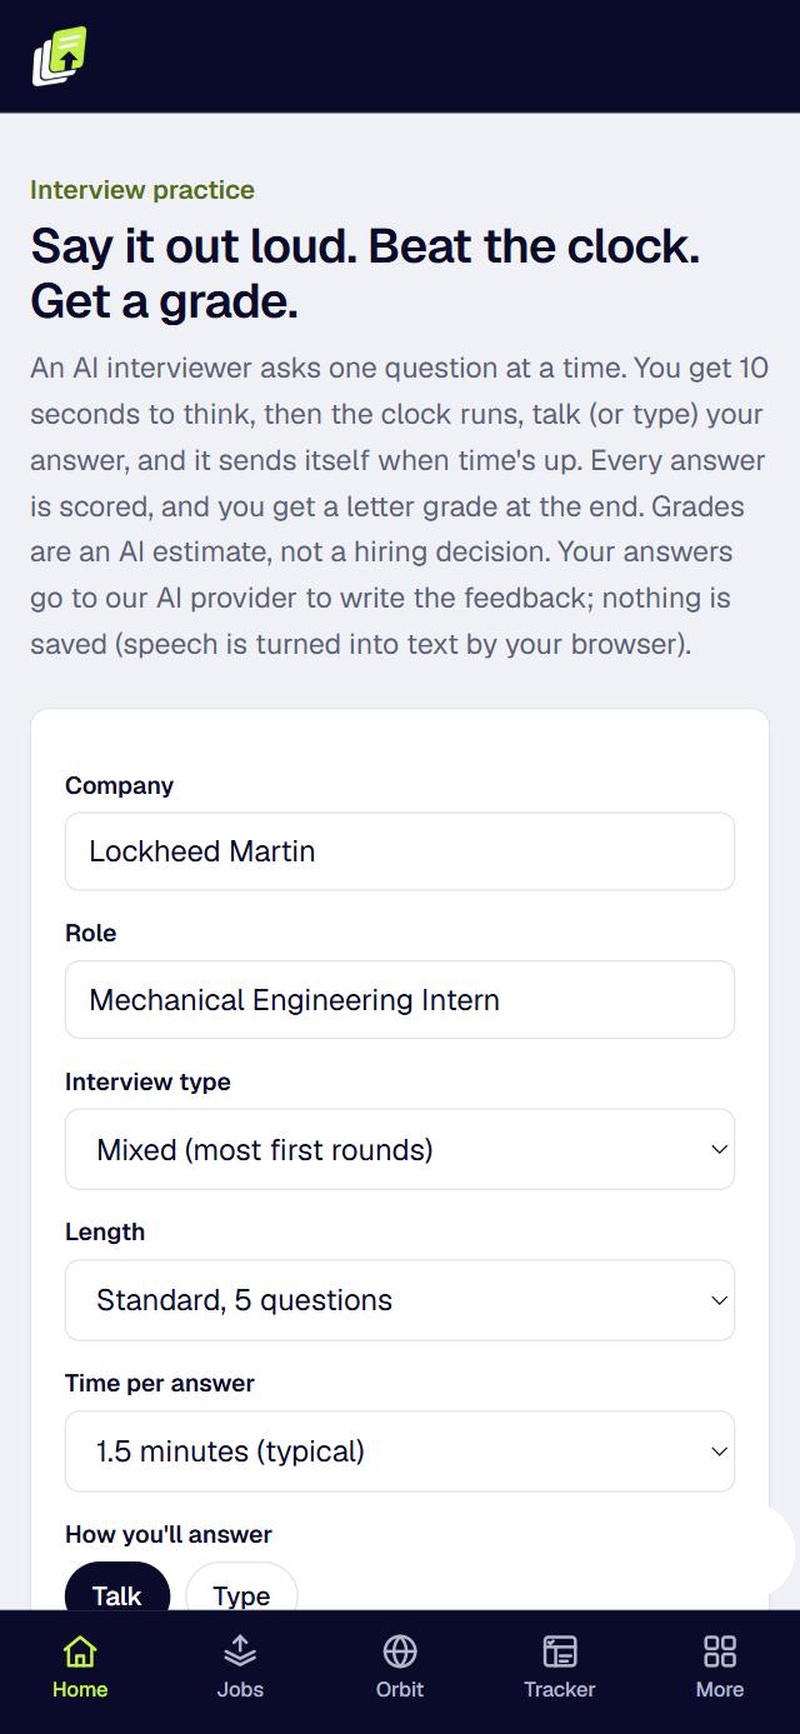 Interview practice
Say it out loud. Beat the clock.
Get a grade.
An AI interviewer asks one question at a time. You get 10
seconds to think, then the clock runs, talk (or type) your
answer, and it sends itself when time's up. Every answer
is scored, and you get a letter grade at the end. Grades
are an AI estimate, not a hiring decision. Your answers
go to our AI provider to write the feedback; nothing is
saved (speech is turned into text by your browser).
Company
Lockheed Martin
Role
Mechanical Engineering Intern
Interview type
Mixed (most first rounds)
Length
Standard, 5 questions
Time per answer
1.5 minutes (typical)
How you'll answer
Talk Type
Home Jobs Orbit Tracker More